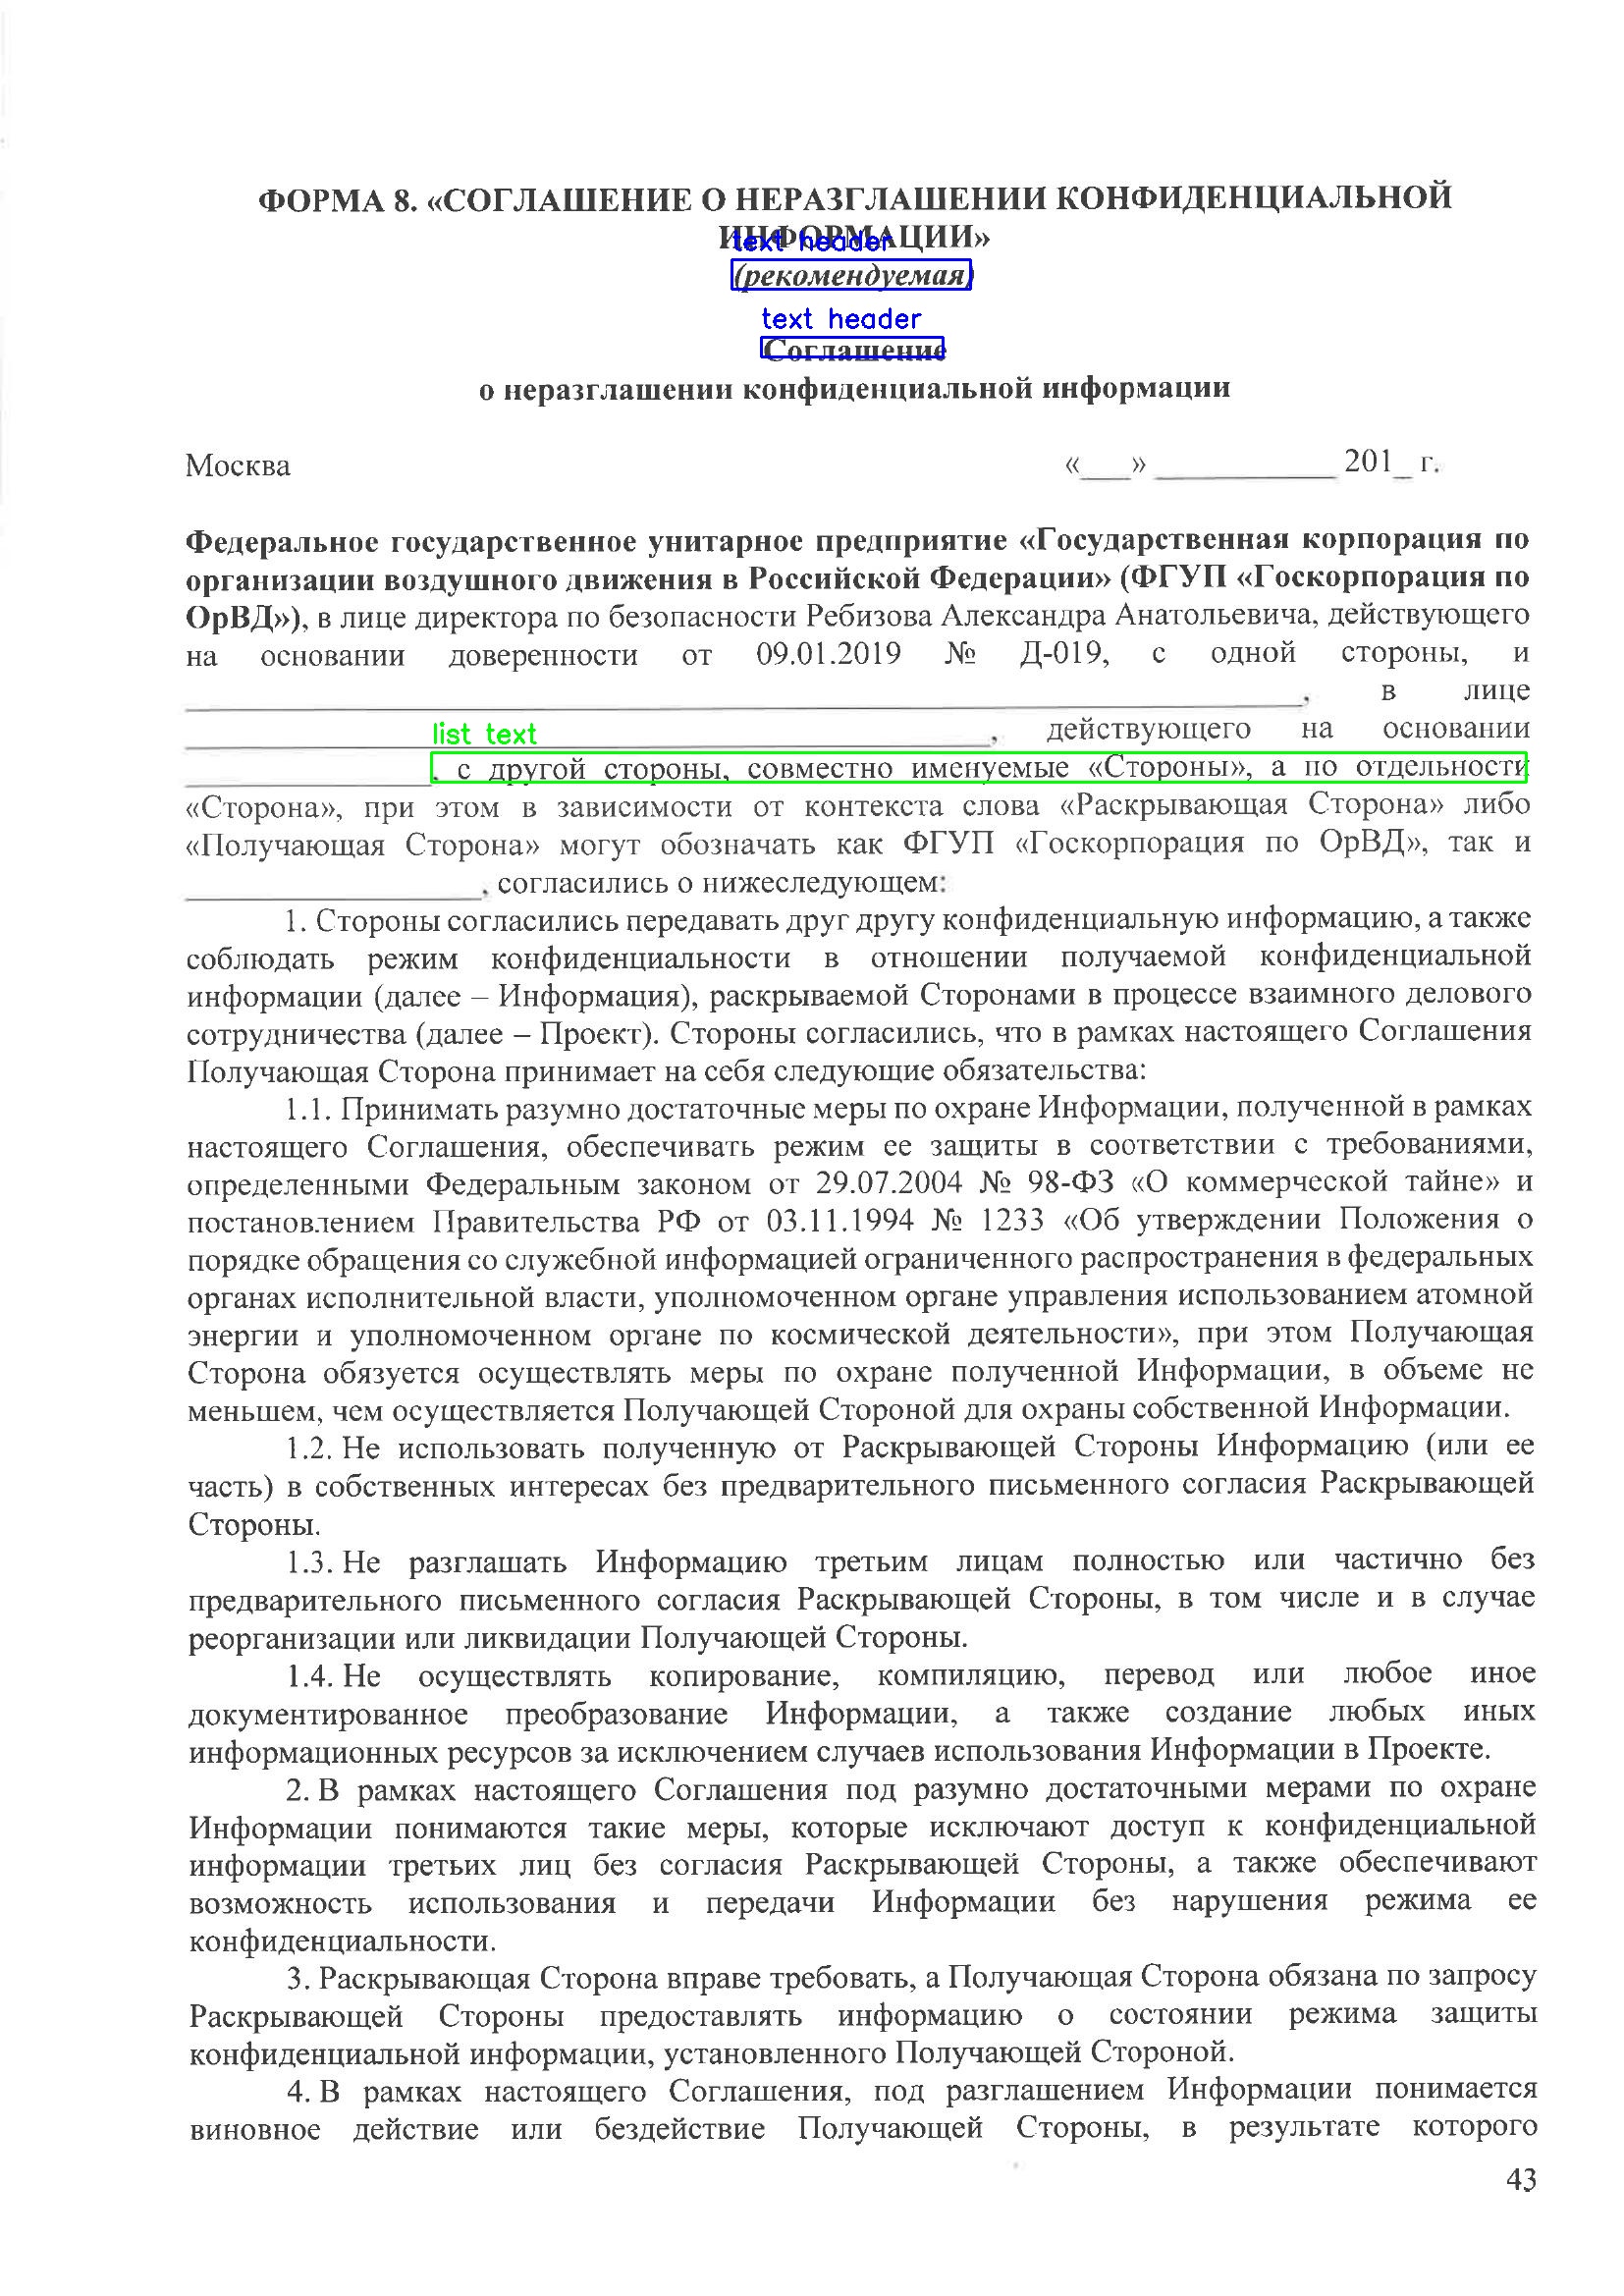 ФОРМА 8. «СОГЛАШЕНИЕ О НЕРАЗГЛАШЕНИИ КОНФИДЕНЦИАЛЬНОЙ
ИНФОРМАЦИИ»
text header
(рекомендуемая)
text header
Соглашение
о неразглашении конфиденциальной информации
Москва «___» ____________ 201_ г.
Федеральное государственное унитарное предприятие «Государственная корпорация по
организации воздушного движения в Российской Федерации» (ФГУП «Госкорпорация по
ОрВД»), в лице директора по безопасности Ребизова Александра Анатольевича, действующего
на основании доверенности от 09.01.2019 № Д-019, с одной стороны, и
____________________, в лице
list text
____________________, действующего на основании
____________, с другой стороны, совместно именуемые «Стороны», а по отдельности
«Сторона», при этом в зависимости от контекста слова «Раскрывающая Сторона» либо
«Получающая Сторона» могут обозначать как ФГУП «Госкорпорация по ОрВД», так и
____________, согласились о нижеследующем:
1. Стороны согласились передавать друг другу конфиденциальную информацию, а также
соблюдать режим конфиденциальности в отношении получаемой конфиденциальной
информации (далее – Информация), раскрываемой Сторонами в процессе взаимного делового
сотрудничества (далее – Проект). Стороны согласились, что в рамках настоящего Соглашения
Получающая Сторона принимает на себя следующие обязательства:
1.1. Принимать разумно достаточные меры по охране Информации, полученной в рамках
настоящего Соглашения, обеспечивать режим ее защиты в соответствии с требованиями,
определенными Федеральным законом от 29.07.2004 № 98-ФЗ «О коммерческой тайне» и
постановлением Правительства РФ от 03.11.1994 № 1233 «Об утверждении Положения о
порядке обращения со служебной информацией ограниченного распространения в федеральных
органах исполнительной власти, уполномоченном органе управления использованием атомной
энергии и уполномоченном органе по космической деятельности», при этом Получающая
Сторона обязуется осуществлять меры по охране полученной Информации, в объеме не
меньшем, чем осуществляется Получающей Стороной для охраны собственной Информации.
1.2. Не использовать полученную от Раскрывающей Стороны Информацию (или ее
часть) в собственных интересах без предварительного письменного согласия Раскрывающей
Стороны.
1.3. Не разглашать Информацию третьим лицам полностью или частично без
предварительного письменного согласия Раскрывающей Стороны, в том числе и в случае
реорганизации или ликвидации Получающей Стороны.
1.4. Не осуществлять копирование, компиляцию, перевод или любое иное
документированное преобразование Информации, а также создание любых иных
информационных ресурсов за исключением случаев использования Информации в Проекте.
2. В рамках настоящего Соглашения под разумно достаточными мерами по охране
Информации понимаются такие меры, которые исключают доступ к конфиденциальной
информации третьих лиц без согласия Раскрывающей Стороны, а также обеспечивают
возможность использования и передачи Информации без нарушения режима ее
конфиденциальности.
3. Раскрывающая Сторона вправе требовать, а Получающая Сторона обязана по запросу
Раскрывающей Стороны предоставлять информацию о состоянии режима защиты
конфиденциальной информации, установленного Получающей Стороной.
4. В рамках настоящего Соглашения, под разглашением Информации понимается
виновное действие или бездействие Получающей Стороны, в результате которого
43